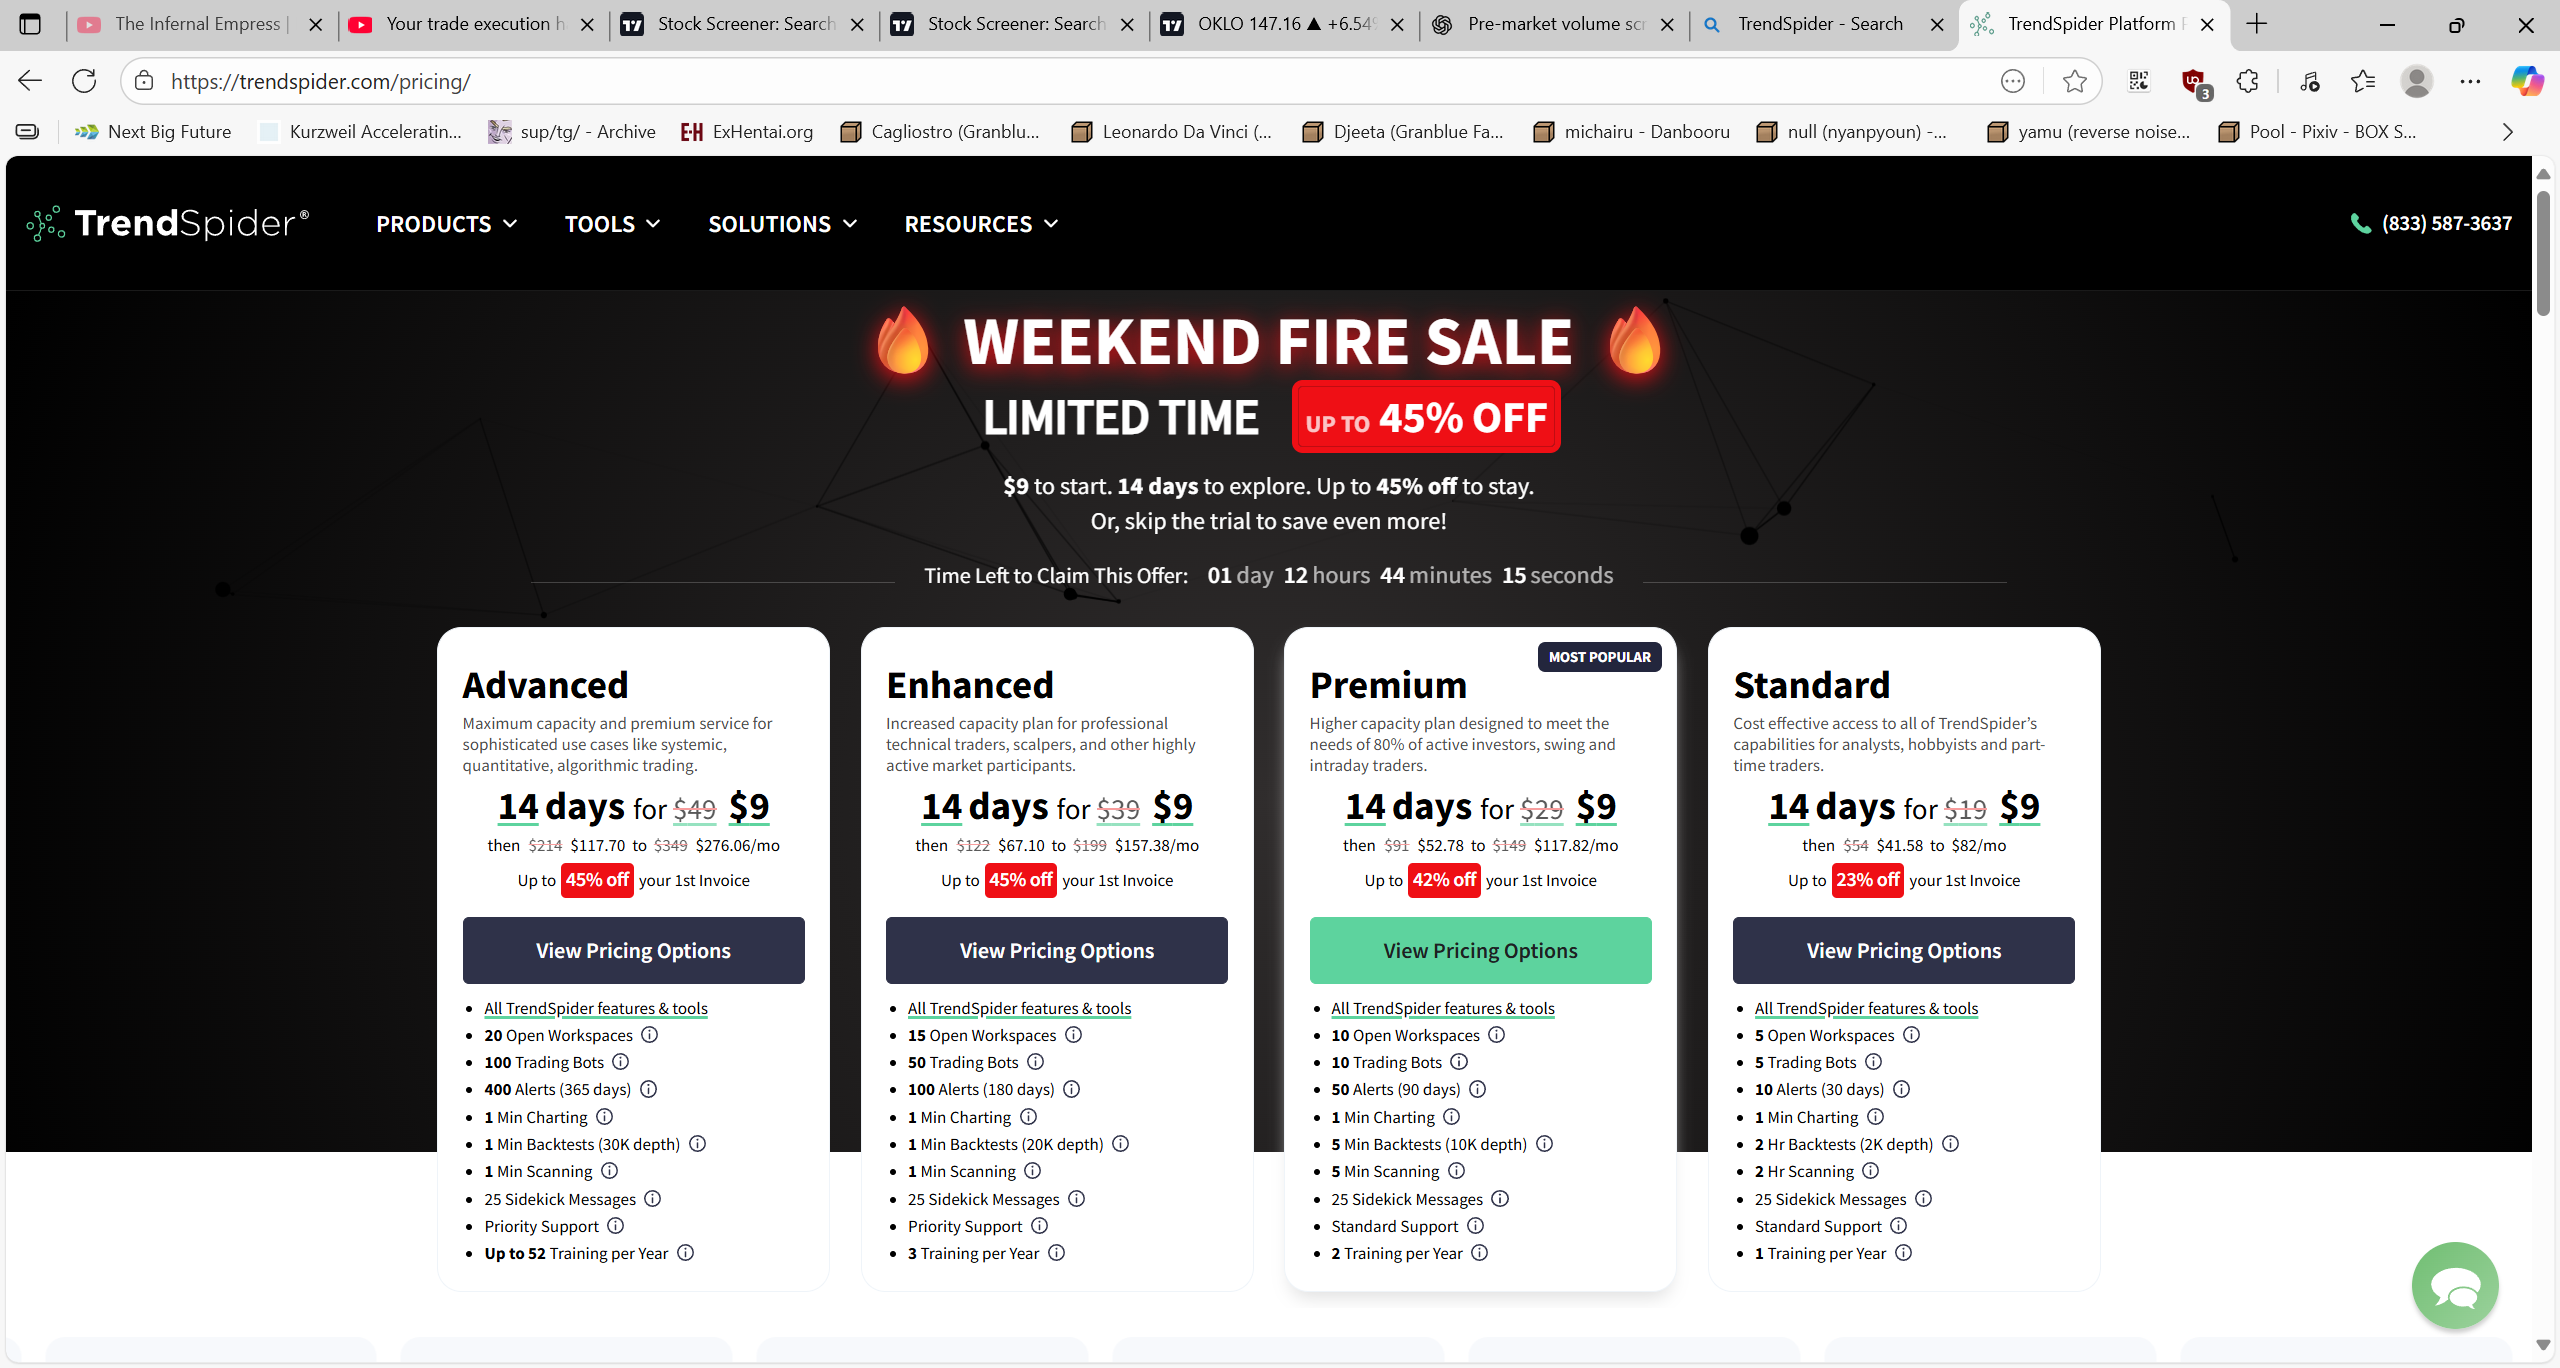 The Infernal Empress |
Your trade execution h
Stock Screener: Search
Stock Screener: Search
OKLO 147.16 ▲ +6.54%
Pre-market volume scr
TrendSpider - Search
TrendSpider Platform P
https://trendspider.com/pricing/
3
Next Big Future
Kurzweil Acceleratin...
sup/tg/ - Archive
E-H ExHentai.org
Cagliostro (Granblu...
Leonardo Da Vinci (...
Djeeta (Granblue Fa...
michairu - Danbooru
null (nyanpyoun) -...
yamu (reverse noise...
Pool - Pixiv - BOX S...
TrendSpider®
PRODUCTS
TOOLS
SOLUTIONS
RESOURCES
(833) 587-3637
WEEKEND FIRE SALE
LIMITED TIME UP TO 45% OFF
$9 to start. 14 days to explore. Up to 45% off to stay.
Or, skip the trial to save even more!
Time Left to Claim This Offer: 01 day 12 hours 44 minutes 15 seconds
Advanced
Maximum capacity and premium service for
sophisticated use cases like systemic,
quantitative, algorithmic trading.
14 days for $49 $9
then $214 $117.70 to $349 $276.06/mo
Up to 45% off your 1st Invoice
View Pricing Options
All TrendSpider features & tools
20 Open Workspaces
100 Trading Bots
400 Alerts (365 days)
1 Min Charting
1 Min Backtests (30K depth)
1 Min Scanning
25 Sidekick Messages
Priority Support
Up to 52 Training per Year
Enhanced
Increased capacity plan for professional
technical traders, scalpers, and other highly
active market participants.
14 days for $39 $9
then $122 $67.10 to $199 $157.38/mo
Up to 45% off your 1st Invoice
View Pricing Options
All TrendSpider features & tools
15 Open Workspaces
50 Trading Bots
100 Alerts (180 days)
1 Min Charting
1 Min Backtests (20K depth)
1 Min Scanning
25 Sidekick Messages
Priority Support
3 Training per Year
MOST POPULAR
Premium
Higher capacity plan designed to meet the
needs of 80% of active investors, swing and
intraday traders.
14 days for $29 $9
then $91 $52.78 to $149 $117.82/mo
Up to 42% off your 1st Invoice
View Pricing Options
All TrendSpider features & tools
10 Open Workspaces
10 Trading Bots
50 Alerts (90 days)
1 Min Charting
5 Min Backtests (10K depth)
5 Min Scanning
25 Sidekick Messages
Standard Support
2 Training per Year
Standard
Cost effective access to all of TrendSpider's
capabilities for analysts, hobbyists and part-
time traders.
14 days for $19 $9
then $54 $41.58 to $82/mo
Up to 23% off your 1st Invoice
View Pricing Options
All TrendSpider features & tools
5 Open Workspaces
5 Trading Bots
10 Alerts (30 days)
1 Min Charting
2 Hr Backtests (2K depth)
2 Hr Scanning
25 Sidekick Messages
Standard Support
1 Training per Year